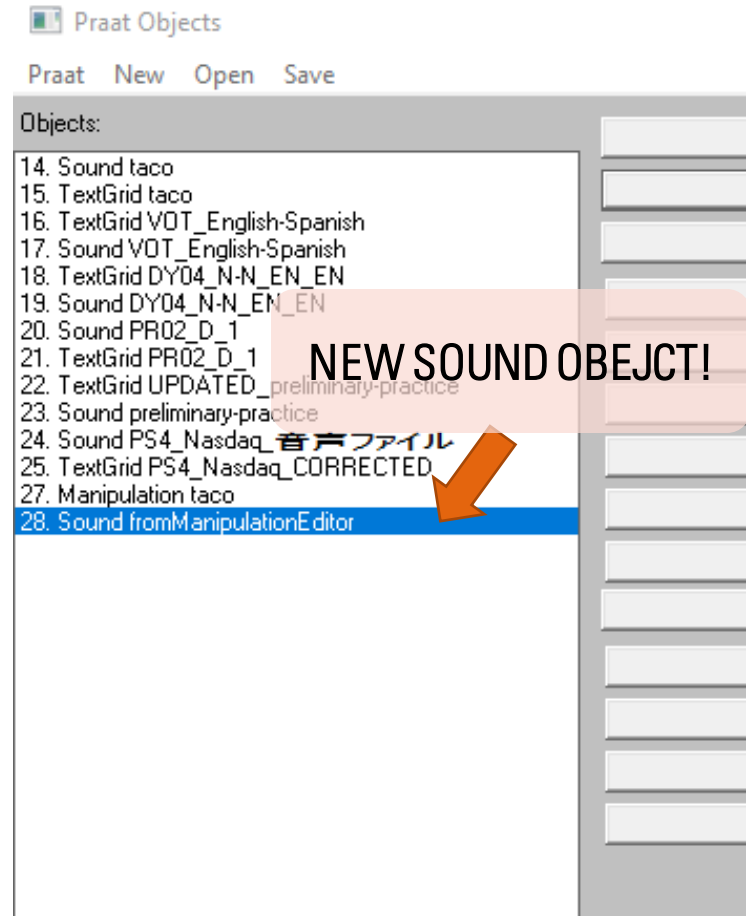 Praat Objects
Praat New Open Save
Objects:
14. Sound taco
15. TextGrid taco
16. TextGrid VOT_English-Spanish
17. Sound VOT_English-Spanish
18. TextGrid DY04_N-N_EN_EN
19. Sound DY04_N-N_EN_EN
20. Sound PR02_D_1
21. TextGrid PR02_D_1
22. TextGrid UPDATED_preliminary-practice
23. Sound preliminary-practice
24. Sound PS4_Nasdaq_音声ファイル
25. TextGrid PS4_Nasdaq_CORRECTED
27. Manipulation taco
28. Sound fromManipulationEditor
NEW SOUND OBEJCT!